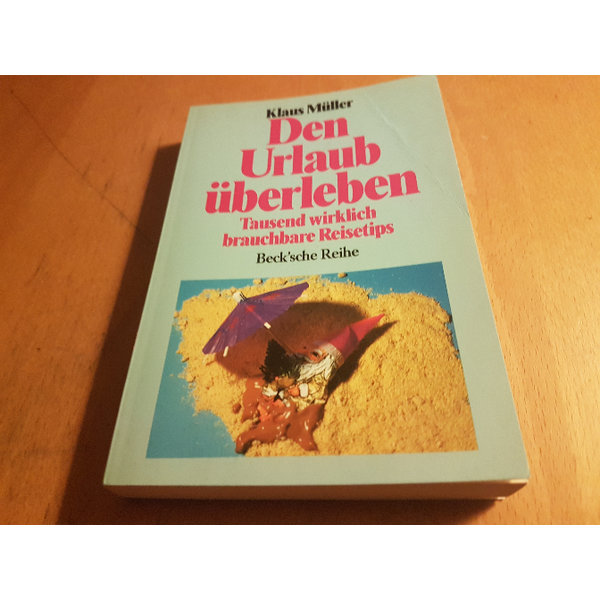 Klaus Müller
Den
Urlaub
überleben
Tausend wirklich
brauchbare Reisetips
Beck'sche Reihe